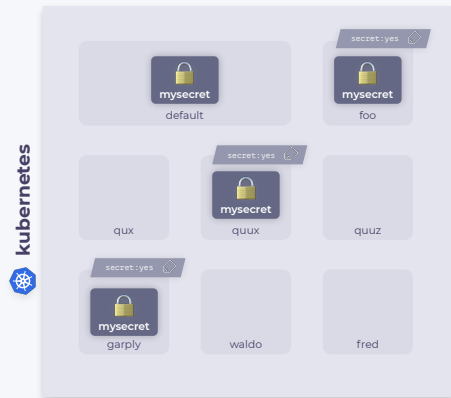 kubernetes
secret:yes
mysecret
mysecret
default
foo
secret:yes
mysecret
qux
quux
quuz
secret:yes
mysecret
garply
waldo
fred